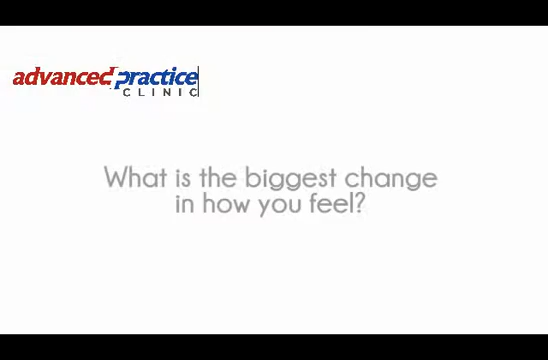 advanced practice
CLINIC
What is the biggest change
in how you feel?